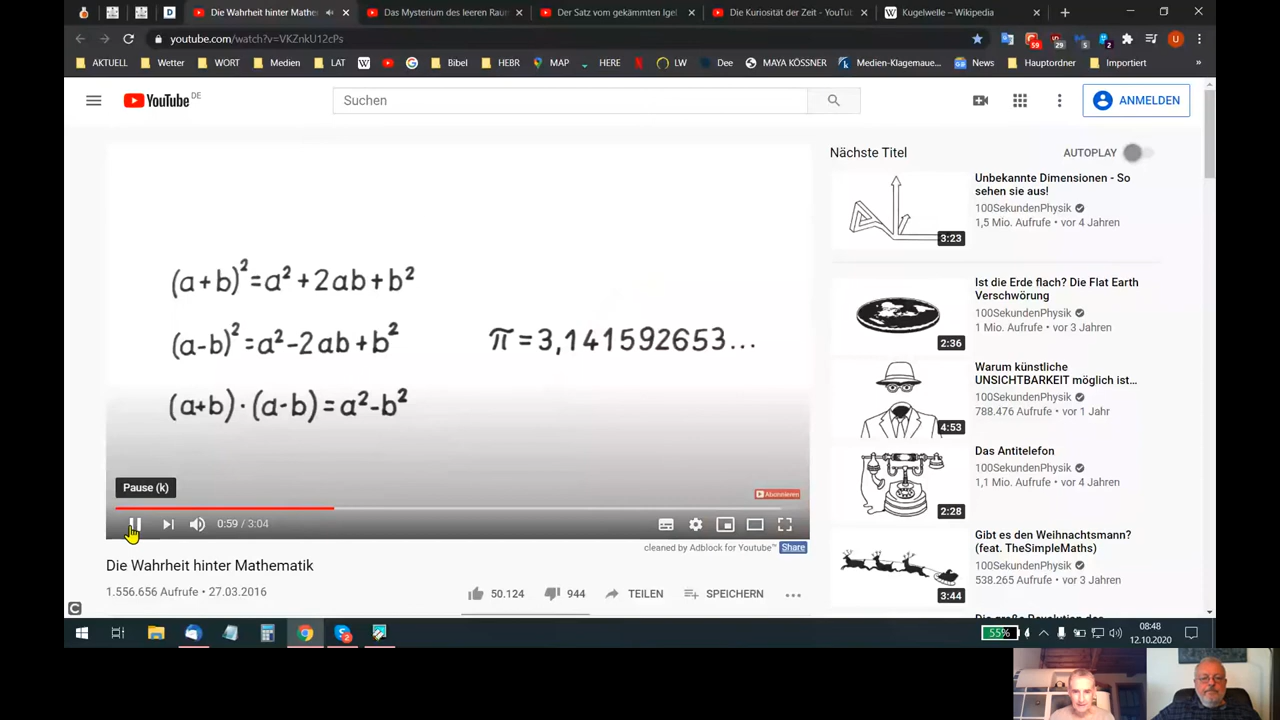 Die Wahrheit hinter Mathe
Das Mysterium des leeren Raum
Der Satz vom gekämmten Igel
Die Kuriosität der Zeit - YouTu
Kugelwelle – Wikipedia
youtube.com/watch?v=VKZnkU12cPs
AKTUELL
Wetter
WORT
Medien
LAT
Bibel
HEBR
MAP
HERE
LW
Dee
MAYA KÖSSNER
Medien-Klagemaue...
News
Hauptordner
Importiert
YouTube DE
Suchen
ANMELDEN
(a+b)²=a²+2ab+b²
(a-b)²=a²-2ab+b²
π=3,141592653...
(a+b)·(a-b)=a²-b²
Pause (k)
Abonnieren
0:59 / 3:04
cleaned by Adblock for Youtube™ Share
Die Wahrheit hinter Mathematik
1.556.656 Aufrufe • 27.03.2016
50.124
944
TEILEN
SPEICHERN
Nächste Titel
AUTOPLAY
Unbekannte Dimensionen - So
sehen sie aus!
100SekundenPhysik
1,5 Mio. Aufrufe • vor 4 Jahren
3:23
Ist die Erde flach? Die Flat Earth
Verschwörung
100SekundenPhysik
1 Mio. Aufrufe • vor 3 Jahren
2:36
Warum künstliche
UNSICHTBARKEIT möglich ist...
100SekundenPhysik
788.476 Aufrufe • vor 1 Jahr
4:53
Das Antitelefon
100SekundenPhysik
1,1 Mio. Aufrufe • vor 4 Jahren
2:28
Gibt es den Weihnachtsmann?
(feat. TheSimpleMaths)
100SekundenPhysik
538.265 Aufrufe • vor 3 Jahren
3:44
55%
08:48
12.10.2020